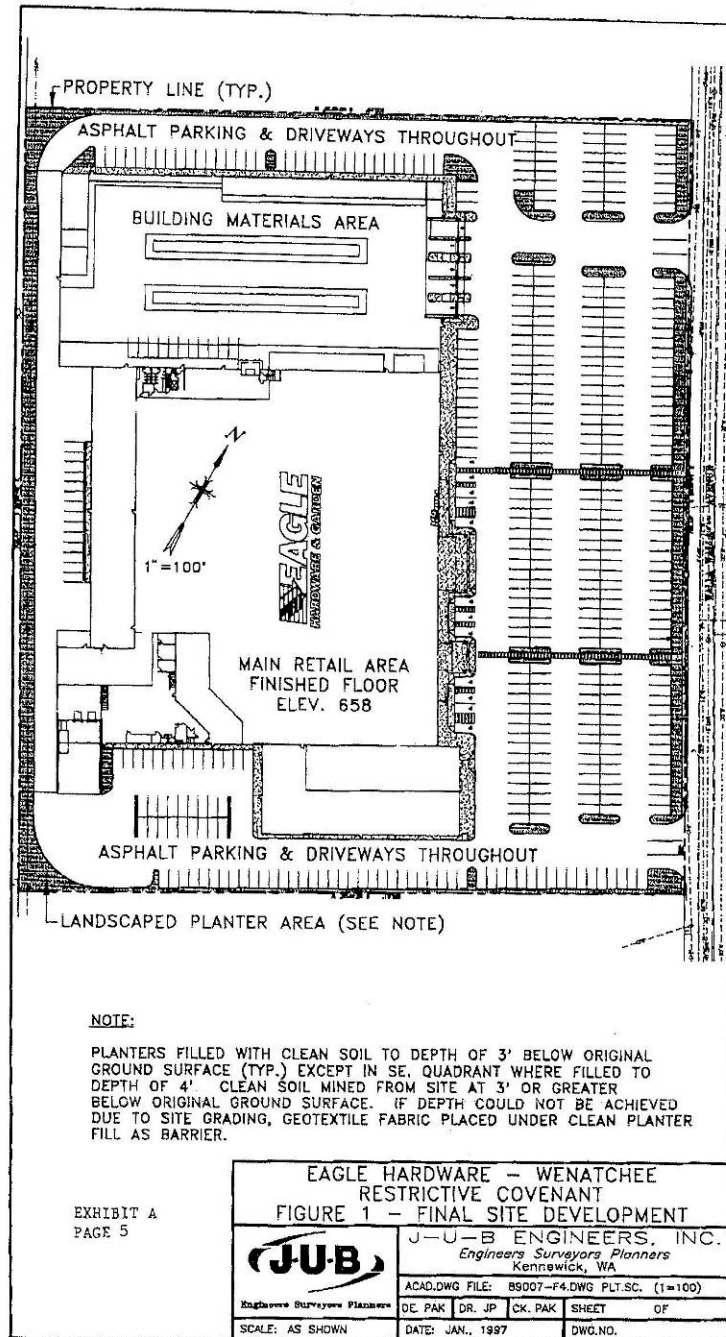 PROPERTY LINE (TYP.)
ASPHALT PARKING & DRIVEWAYS THROUGHOUT
BUILDING MATERIALS AREA
WALLA WALLA AVENUE
N
1"=100'
EAGLE
HARDWARE & GARDEN
MAIN RETAIL AREA
FINISHED FLOOR
ELEV. 658
ASPHALT PARKING & DRIVEWAYS THROUGHOUT
LANDSCAPED PLANTER AREA (SEE NOTE)
NOTE:
PLANTERS FILLED WITH CLEAN SOIL TO DEPTH OF 3' BELOW ORIGINAL
GROUND SURFACE (TYP.) EXCEPT IN SE, QUADRANT WHERE FILLED TO
DEPTH OF 4'. CLEAN SOIL MINED FROM SITE AT 3' OR GREATER
BELOW ORIGINAL GROUND SURFACE. IF DEPTH COULD NOT BE ACHIEVED
DUE TO SITE GRADING, GEOTEXTILE FABRIC PLACED UNDER CLEAN PLANTER
FILL AS BARRIER.
EXHIBIT A
PAGE 5
EAGLE HARDWARE – WENATCHEE
RESTRICTIVE COVENANT
FIGURE 1 – FINAL SITE DEVELOPMENT
J·U·B
Engineers Surveyors Planners
J–U–B ENGINEERS, INC.
Engineers Surveyors Planners
Kennewick, WA
ACAD.DWG FILE: B9007-F4.DWG PLT.SC. (1=100)
DE. PAK DR. JP CK. PAK SHEET OF
SCALE: AS SHOWN DATE: JAN., 1997 DWG.NO.